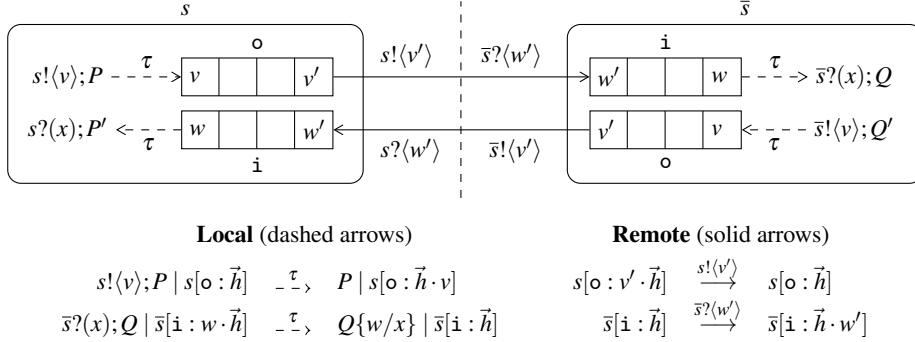 s s̄
o i
s!⟨v⟩;P τ v v′ s!⟨v′⟩ s̄?⟨w′⟩ w′ w τ s̄?(x);Q
s?(x);P′ τ w w′ s?⟨w′⟩ s̄!⟨v′⟩ v′ v τ s̄!⟨v⟩;Q′
i o
Local (dashed arrows) Remote (solid arrows)
s!⟨v⟩;P | s[o : h⃗] τ⇢ P | s[o : h⃗ · v] s[o : v′ · h⃗] s!⟨v′⟩⟶ s[o : h⃗]
s̄?(x);Q | s̄[i : w · h⃗] τ⇢ Q{w/x} | s̄[i : h⃗] s̄[i : h⃗] s̄?⟨w′⟩⟶ s̄[i : h⃗ · w′]